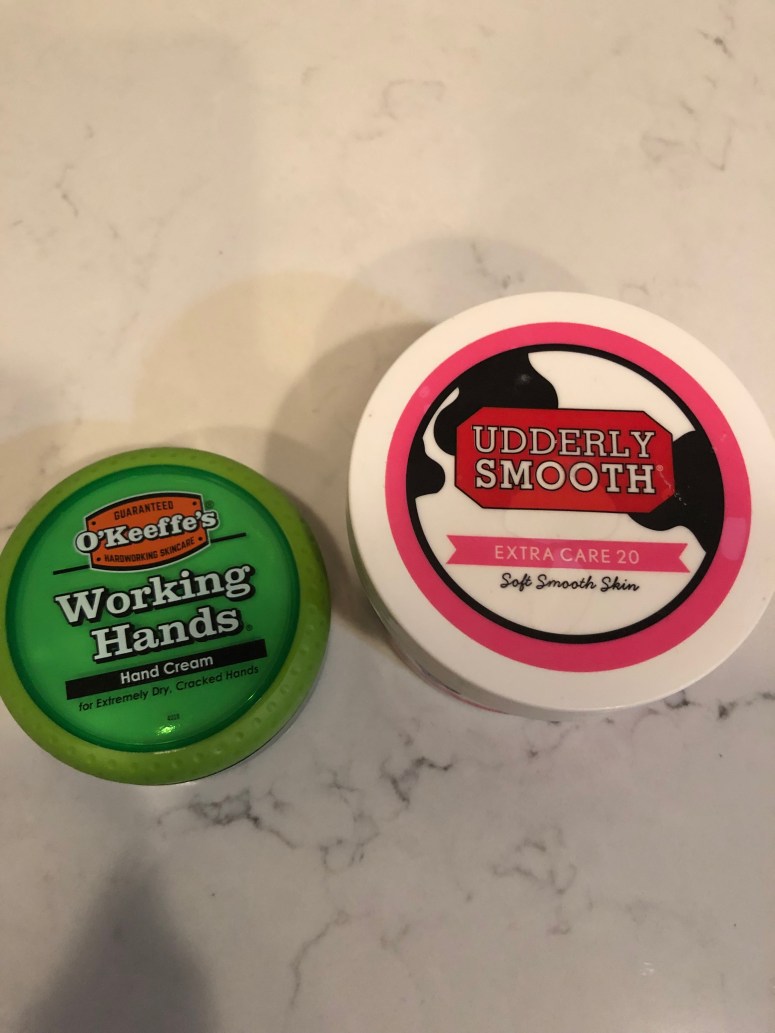 GUARANTEED
O'Keeffe's
HARDWORKING SKINCARE
Working
Hands
Hand Cream
for Extremely Dry, Cracked Hands
UDDERLY
SMOOTH
EXTRA CARE 20
Soft Smooth Skin